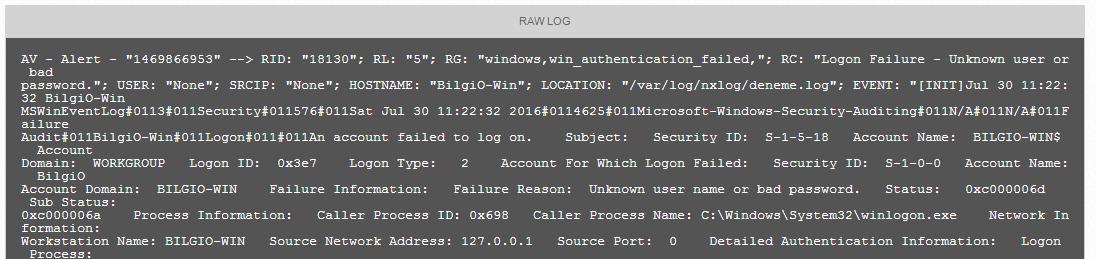 RAW LOG
AV - Alert - "1469866953" --> RID: "18130"; RL: "5"; RG: "windows,win_authentication_failed,"; RC: "Logon Failure - Unknown user or
bad
password."; USER: "None"; SRCIP: "None"; HOSTNAME: "BilgiO-Win"; LOCATION: "/var/log/nxlog/deneme.log"; EVENT: "[INIT]Jul 30 11:22:
32 BilgiO-Win
MSWinEventLog#0113#011Security#011576#011Sat Jul 30 11:22:32 2016#0114625#011Microsoft-Windows-Security-Auditing#011N/A#011N/A#011F
ailure
Audit#011BilgiO-Win#011Logon#011#011An account failed to log on. Subject: Security ID: S-1-5-18 Account Name: BILGIO-WIN$
Account
Domain: WORKGROUP Logon ID: 0x3e7 Logon Type: 2 Account For Which Logon Failed: Security ID: S-1-0-0 Account Name:
BilgiO
Account Domain: BILGIO-WIN Failure Information: Failure Reason: Unknown user name or bad password. Status: 0xc000006d
Sub Status:
0xc000006a Process Information: Caller Process ID: 0x698 Caller Process Name: C:\Windows\System32\winlogon.exe Network In
formation:
Workstation Name: BILGIO-WIN Source Network Address: 127.0.0.1 Source Port: 0 Detailed Authentication Information: Logon
Process: